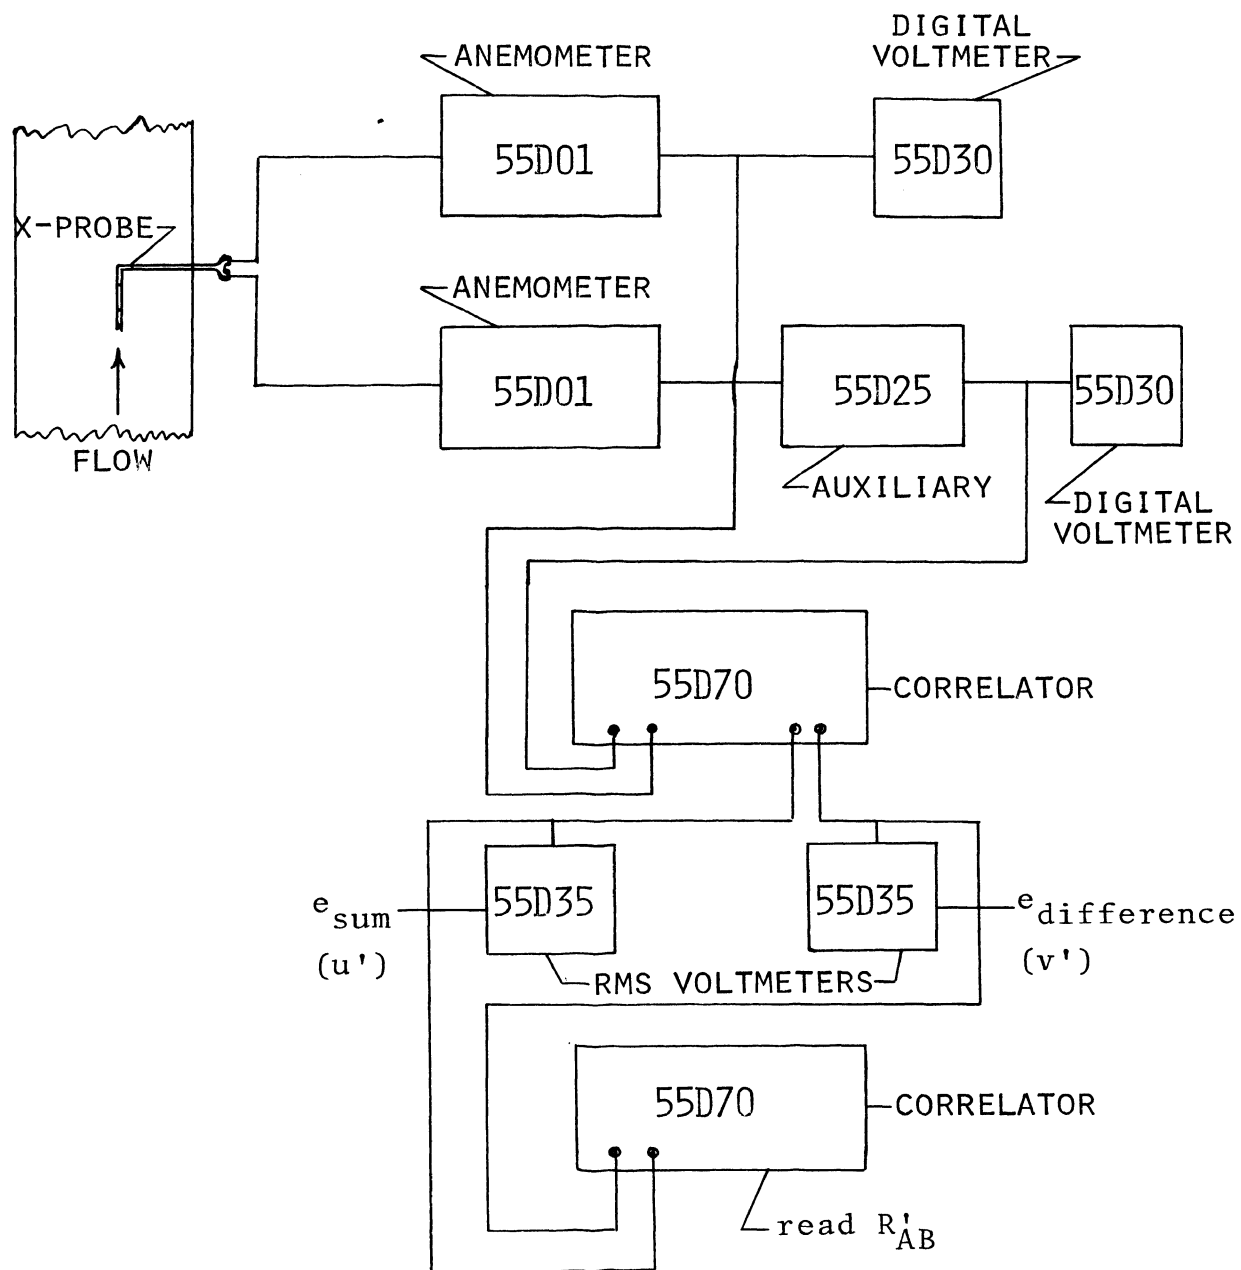 DIGITAL
VOLTMETER
ANEMOMETER
55D01
55D30
X-PROBE
ANEMOMETER
55D01
55D25
55D30
FLOW
AUXILIARY
DIGITAL
VOLTMETER
55D70
CORRELATOR
e sum
(u')
55D35
55D35
e difference
(v')
RMS VOLTMETERS
55D70
CORRELATOR
read R'AB